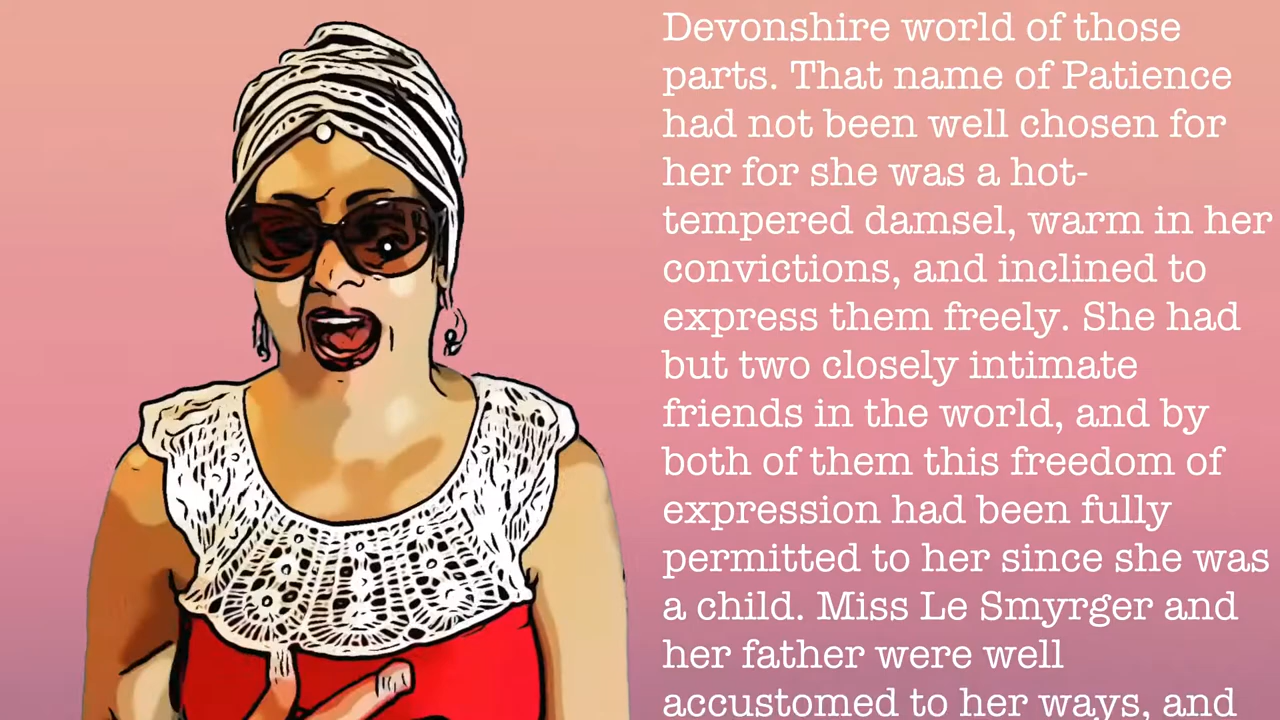 Devonshire world of those
parts. That name of Patience
had not been well chosen for
her for she was a hot-
tempered damsel, warm in her
convictions, and inclined to
express them freely. She had
but two closely intimate
friends in the world, and by
both of them this freedom of
expression had been fully
permitted to her since she was
a child. Miss Le Smyrger and
her father were well
accustomed to her ways, and